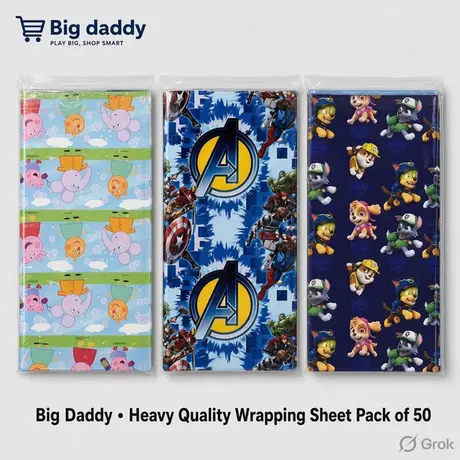 Big daddy
PLAY BIG, SHOP SMART
A
A
Big Daddy • Heavy Quality Wrapping Sheet Pack of 50
Grok